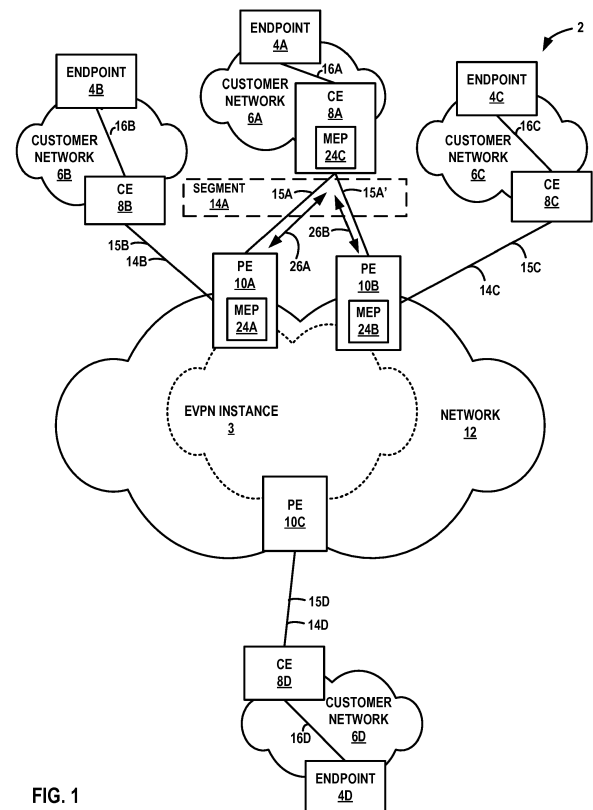 ENDPOINT
4A
2
ENDPOINT
4B
16A
CUSTOMER
NETWORK
6A
CE
8A
MEP
24C
ENDPOINT
4C
16B
CUSTOMER
NETWORK
6B
16C
CUSTOMER
NETWORK
6C
CE
8B
SEGMENT
14A
15A
15A’
CE
8C
26A
26B
15B
14B
15C
14C
PE
10A
MEP
24A
PE
10B
MEP
24B
EVPN INSTANCE
3
NETWORK
12
PE
10C
15D
14D
CE
8D
CUSTOMER
NETWORK
6D
16D
ENDPOINT
4D
FIG. 1